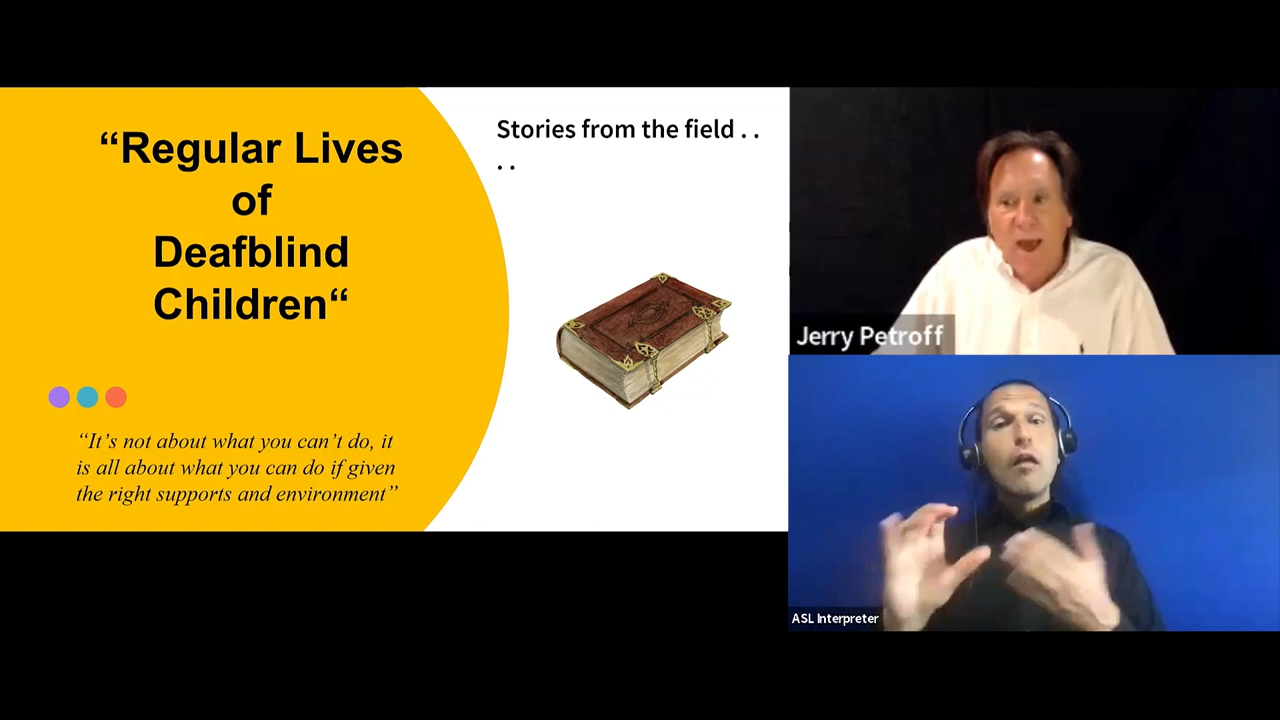 “Regular Lives
of
Deafblind
Children“
“It’s not about what you can’t do, it
is all about what you can do if given
the right supports and environment”
Stories from the field . .
. .
Jerry Petroff
ASL Interpreter